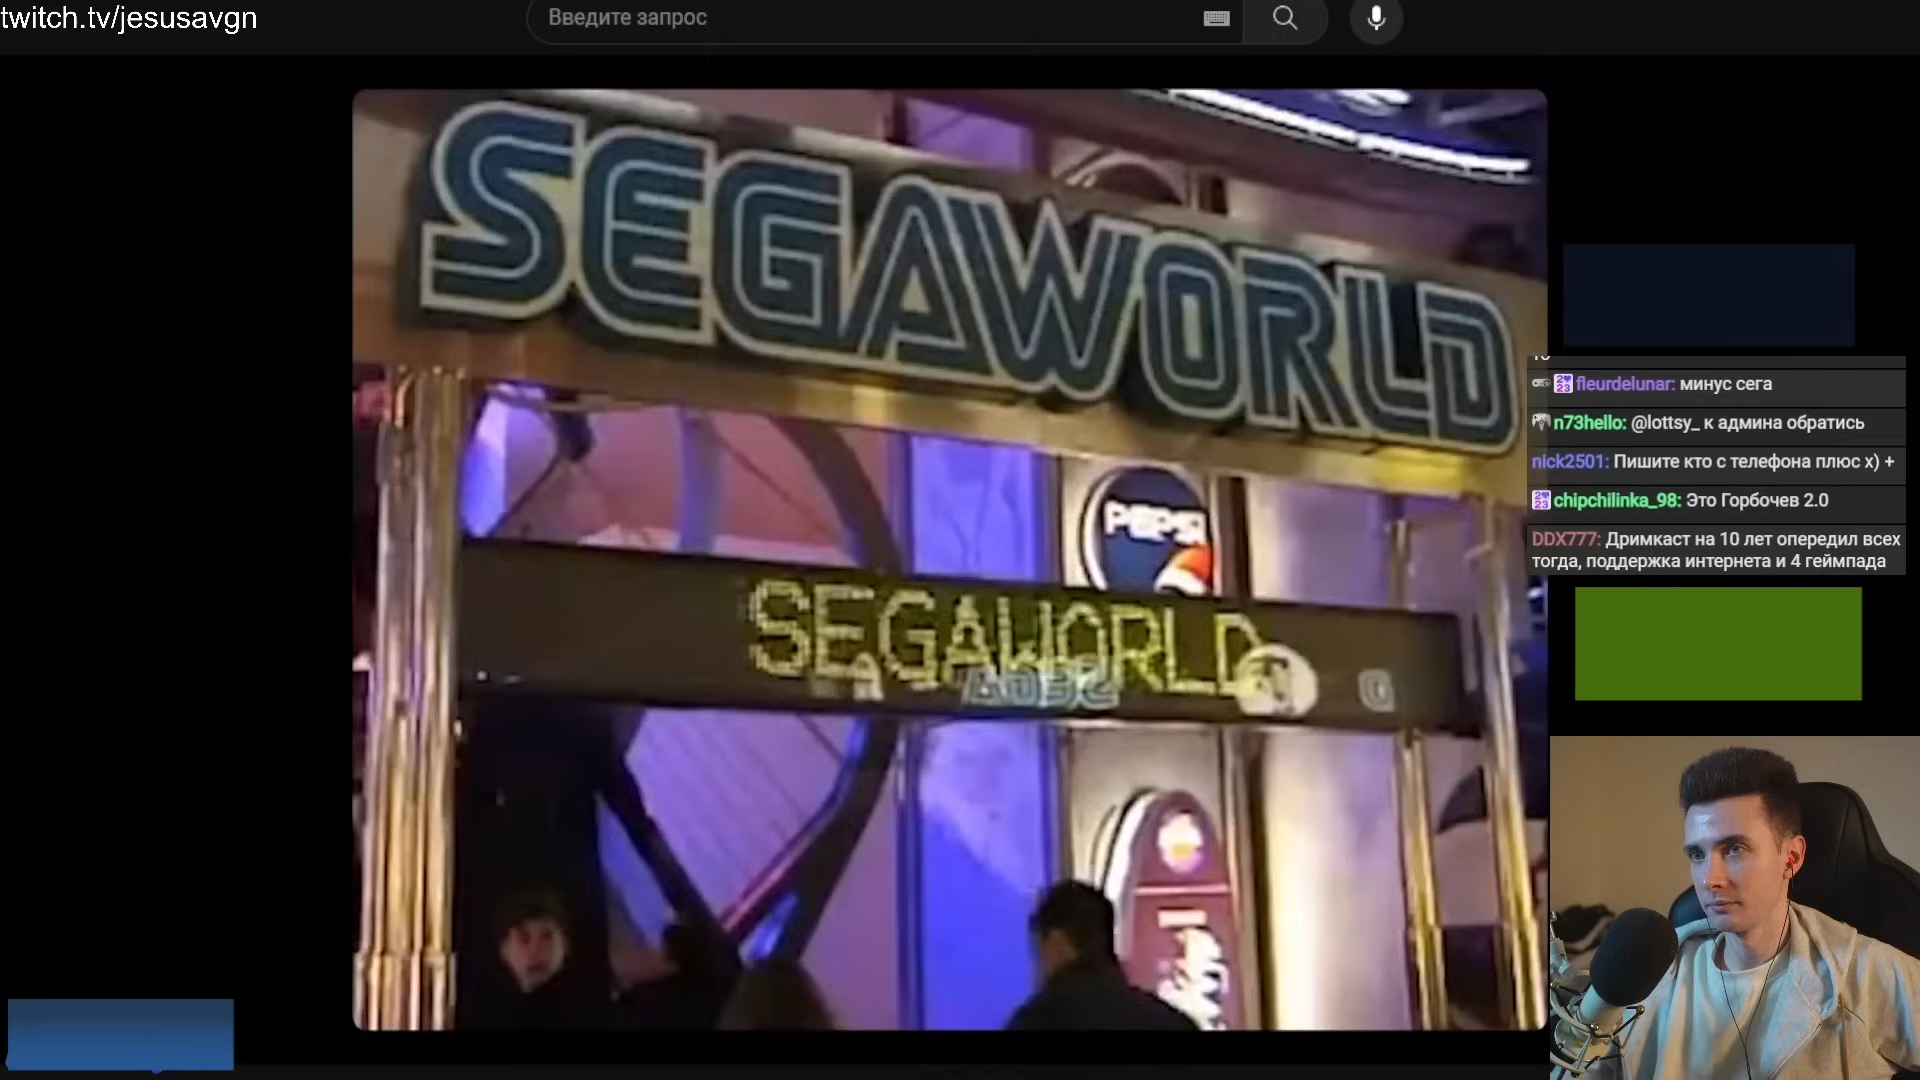 twitch.tv/jesusavgn
Введите запрос
SEGAWORLD
PEPSI
SEGAWORLD
fleurdelunar: минус сега
n73hello: @lottsy_ к админа обратись
nick2501: Пишите кто с телефона плюс х) +
chipchilinka_98: Это Горбочев 2.0
DDX777: Дримкаст на 10 лет опередил всех
тогда, поддержка интернета и 4 геймпада